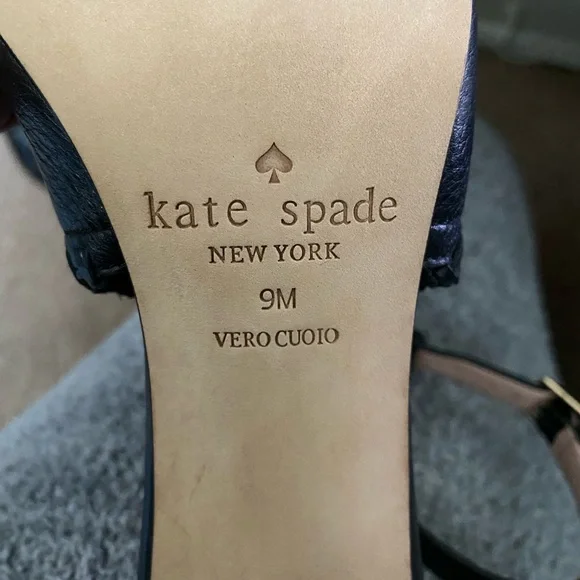 kate spade
NEW YORK
9M
VERO CUOIO